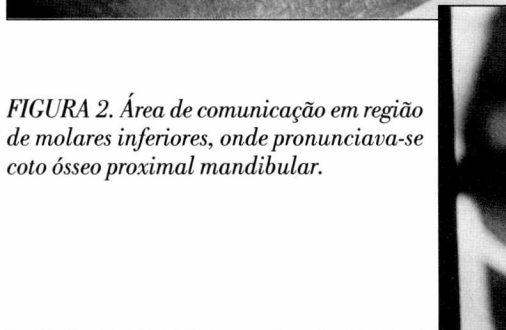 FIGURA 2. Área de comunicação em região
de molares inferiores, onde pronunciava-se
coto ósseo proximal mandibular.